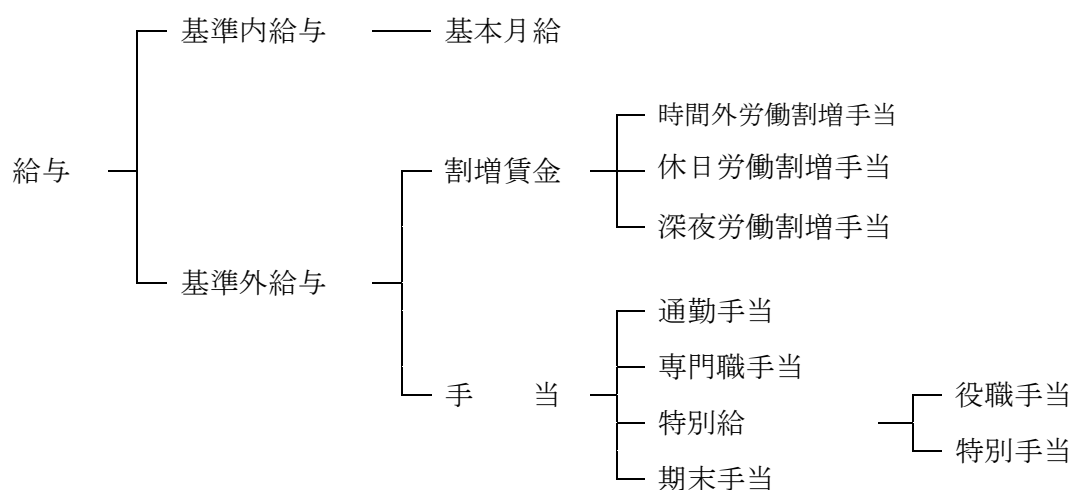 基準内給与 基本月給
時間外労働割増手当
給与 割増賃金 休日労働割増手当
深夜労働割増手当
基準外給与
通勤手当
専門職手当
手 当 役職手当
特別給
特別手当
期末手当